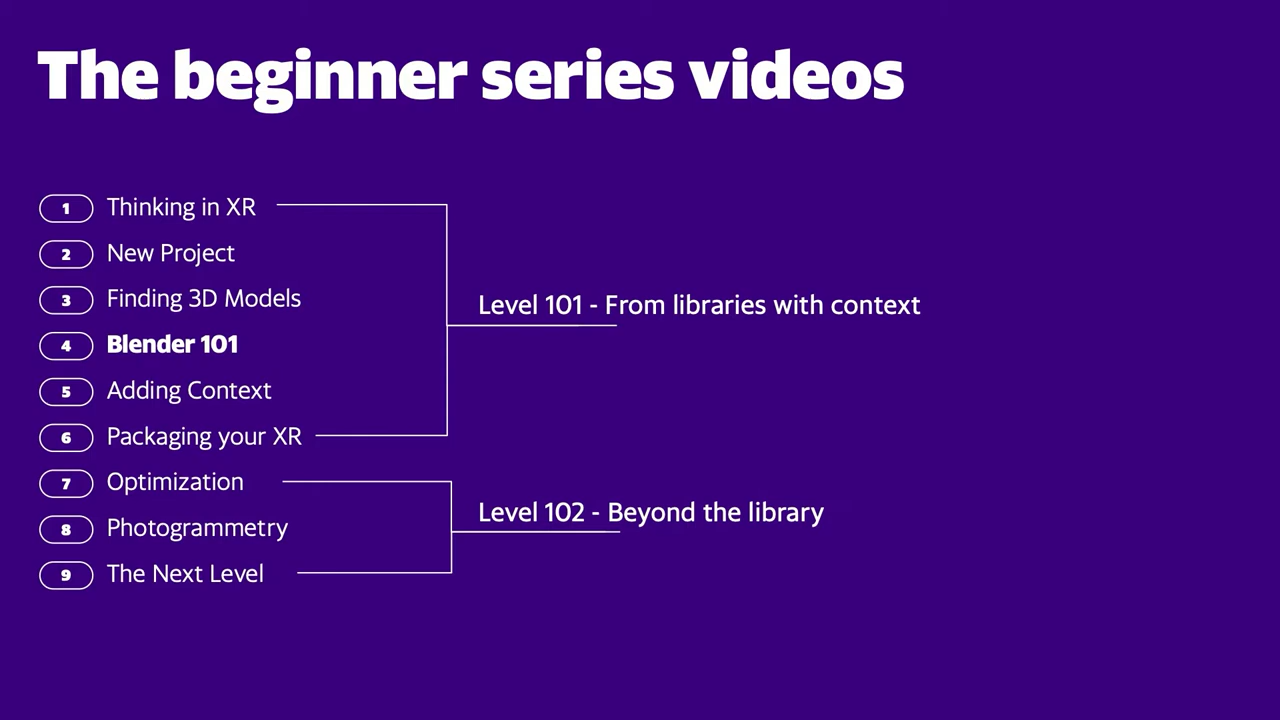 The beginner series videos
1 Thinking in XR
2 New Project
3 Finding 3D Models
4 Blender 101
5 Adding Context
6 Packaging your XR
Level 101 - From libraries with context
7 Optimization
8 Photogrammetry
9 The Next Level
Level 102 - Beyond the library